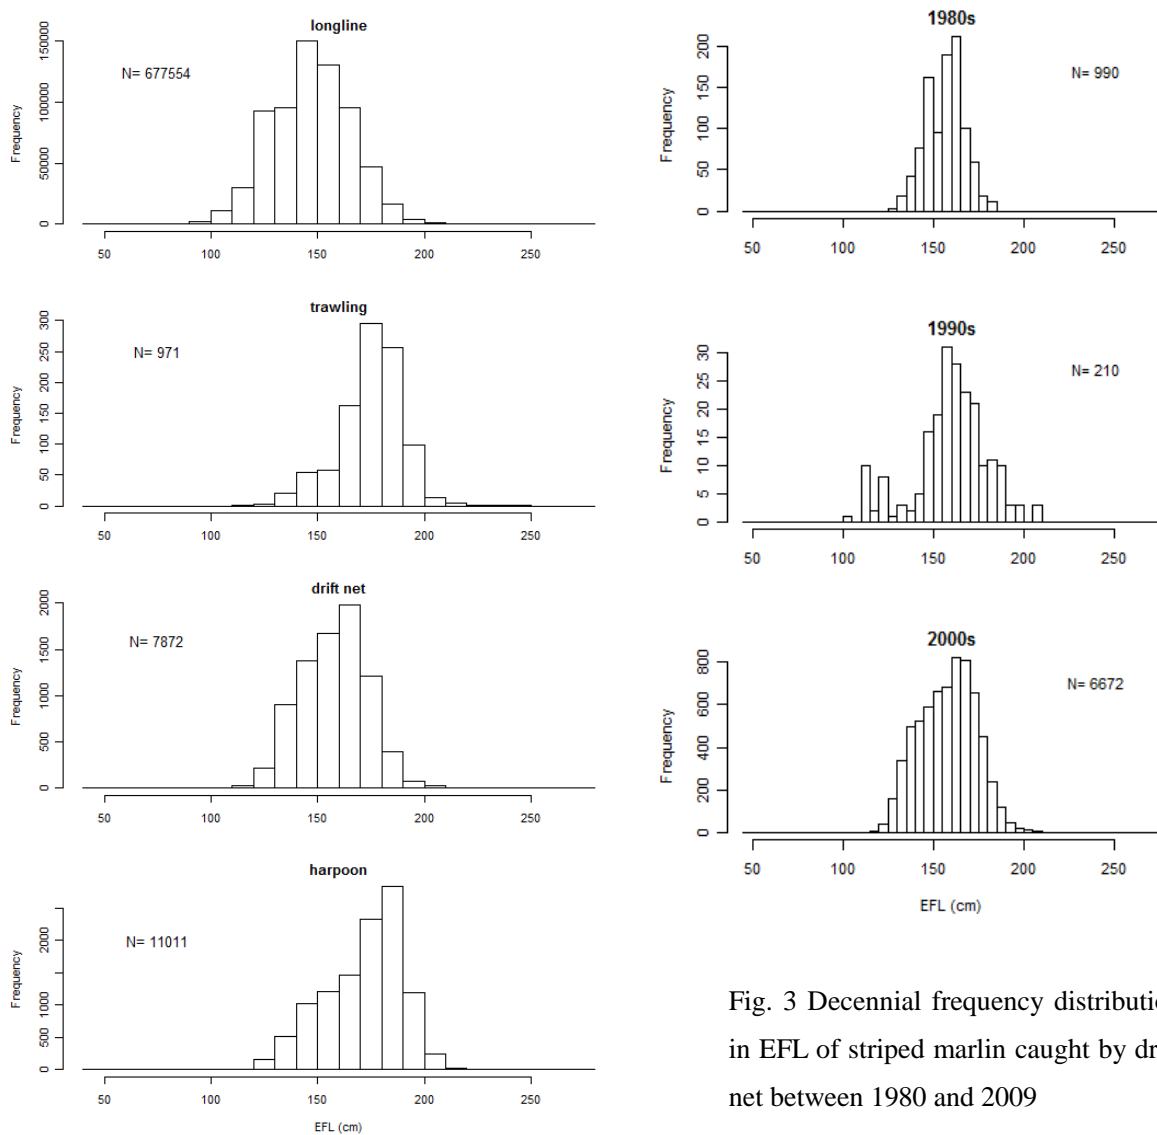 longline
N= 677554
Frequency
0 50000 100000 150000
50 100 150 200 250
trawling
N= 971
Frequency
0 50 100 150 200 250 300
50 100 150 200 250
drift net
N= 7872
Frequency
0 500 1000 1500 2000
50 100 150 200 250
harpoon
N= 11011
Frequency
0 500 1000 2000
50 100 150 200 250
EFL (cm)
1980s
N= 990
Frequency
0 50 100 150 200
50 100 150 200 250
1990s
N= 210
Frequency
0 5 10 15 20 25 30
50 100 150 200 250
2000s
N= 6672
Frequency
0 200 400 600 800
50 100 150 200 250
EFL (cm)
Fig. 3 Decennial frequency distributi
in EFL of striped marlin caught by dr
net between 1980 and 2009